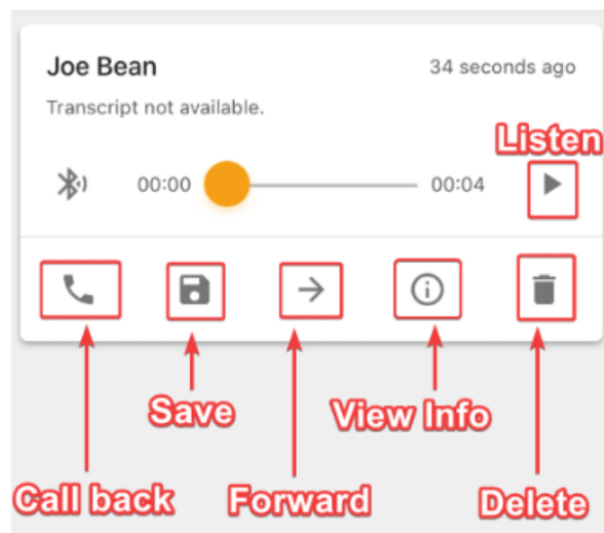 Joe Bean 34 seconds ago
Transcript not available.
Listen
00:00 00:04
Save View Info
Call back Forward Delete